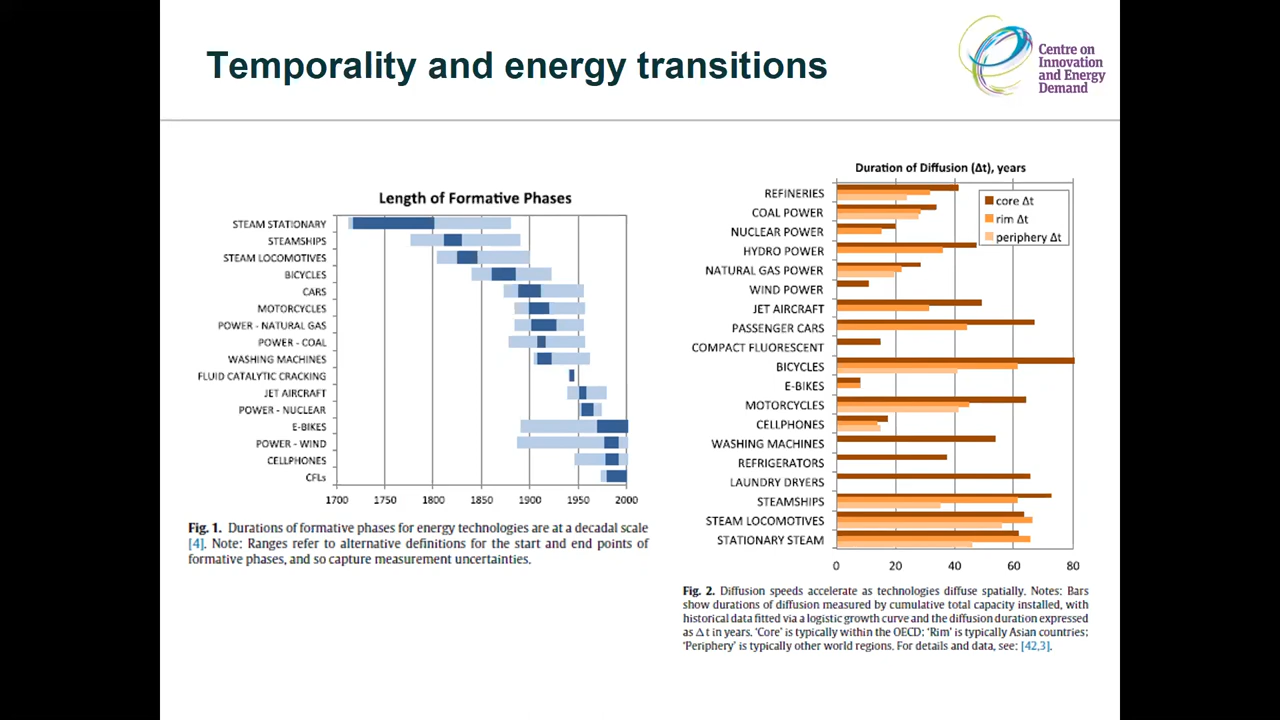 Temporality and energy transitions
Centre on
Innovation
and Energy
Demand
Length of Formative Phases
STEAM STATIONARY
STEAMSHIPS
STEAM LOCOMOTIVES
BICYCLES
CARS
MOTORCYCLES
POWER - NATURAL GAS
POWER - COAL
WASHING MACHINES
FLUID CATALYTIC CRACKING
JET AIRCRAFT
POWER - NUCLEAR
E-BIKES
POWER - WIND
CELLPHONES
CFLs
1700 1750 1800 1850 1900 1950 2000
Fig. 1. Durations of formative phases for energy technologies are at a decadal scale
[4]. Note: Ranges refer to alternative definitions for the start and end points of
formative phases, and so capture measurement uncertainties.
Duration of Diffusion (Δt), years
REFINERIES
COAL POWER
NUCLEAR POWER
HYDRO POWER
NATURAL GAS POWER
WIND POWER
JET AIRCRAFT
PASSENGER CARS
COMPACT FLUORESCENT
BICYCLES
E-BIKES
MOTORCYCLES
CELLPHONES
WASHING MACHINES
REFRIGERATORS
LAUNDRY DRYERS
STEAMSHIPS
STEAM LOCOMOTIVES
STATIONARY STEAM
core Δt
rim Δt
periphery Δt
0 20 40 60 80
Fig. 2. Diffusion speeds accelerate as technologies diffuse spatially. Notes: Bars
show durations of diffusion measured by cumulative total capacity installed, with
historical data fitted via a logistic growth curve and the diffusion duration expressed
as Δ t in years. 'Core' is typically within the OECD; 'Rim' is typically Asian countries;
'Periphery' is typically other world regions. For details and data, see: [42,3].